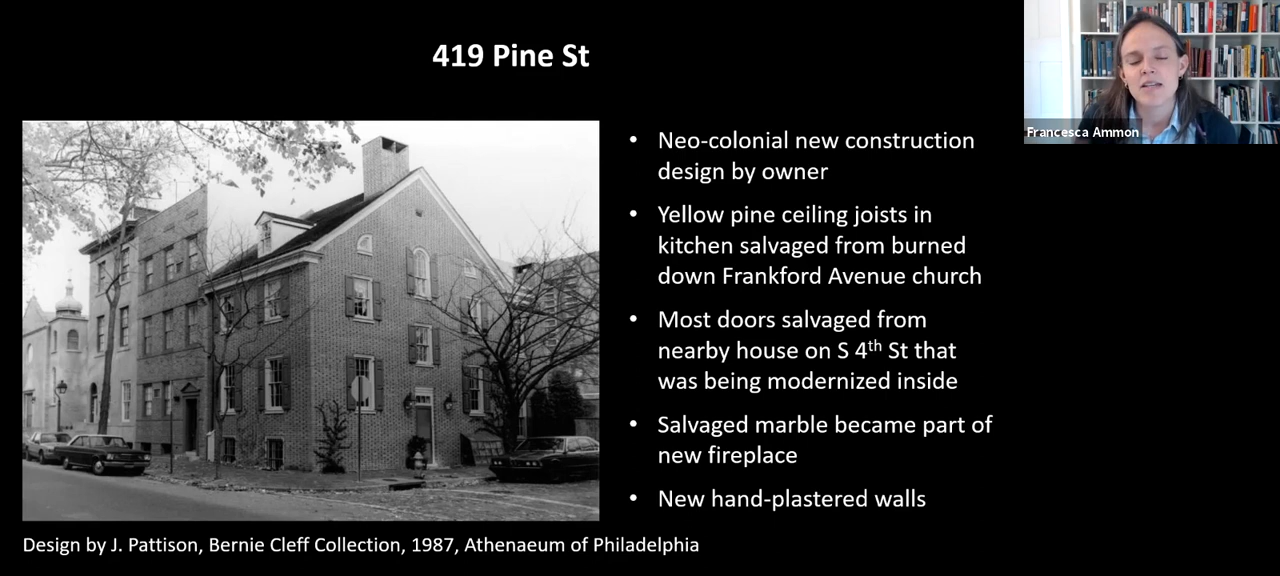 419 Pine St
Francesca Ammon
• Neo-colonial new construction
design by owner
• Yellow pine ceiling joists in
kitchen salvaged from burned
down Frankford Avenue church
• Most doors salvaged from
nearby house on S 4th St that
was being modernized inside
• Salvaged marble became part of
new fireplace
• New hand-plastered walls
Design by J. Pattison, Bernie Cleff Collection, 1987, Athenaeum of Philadelphia